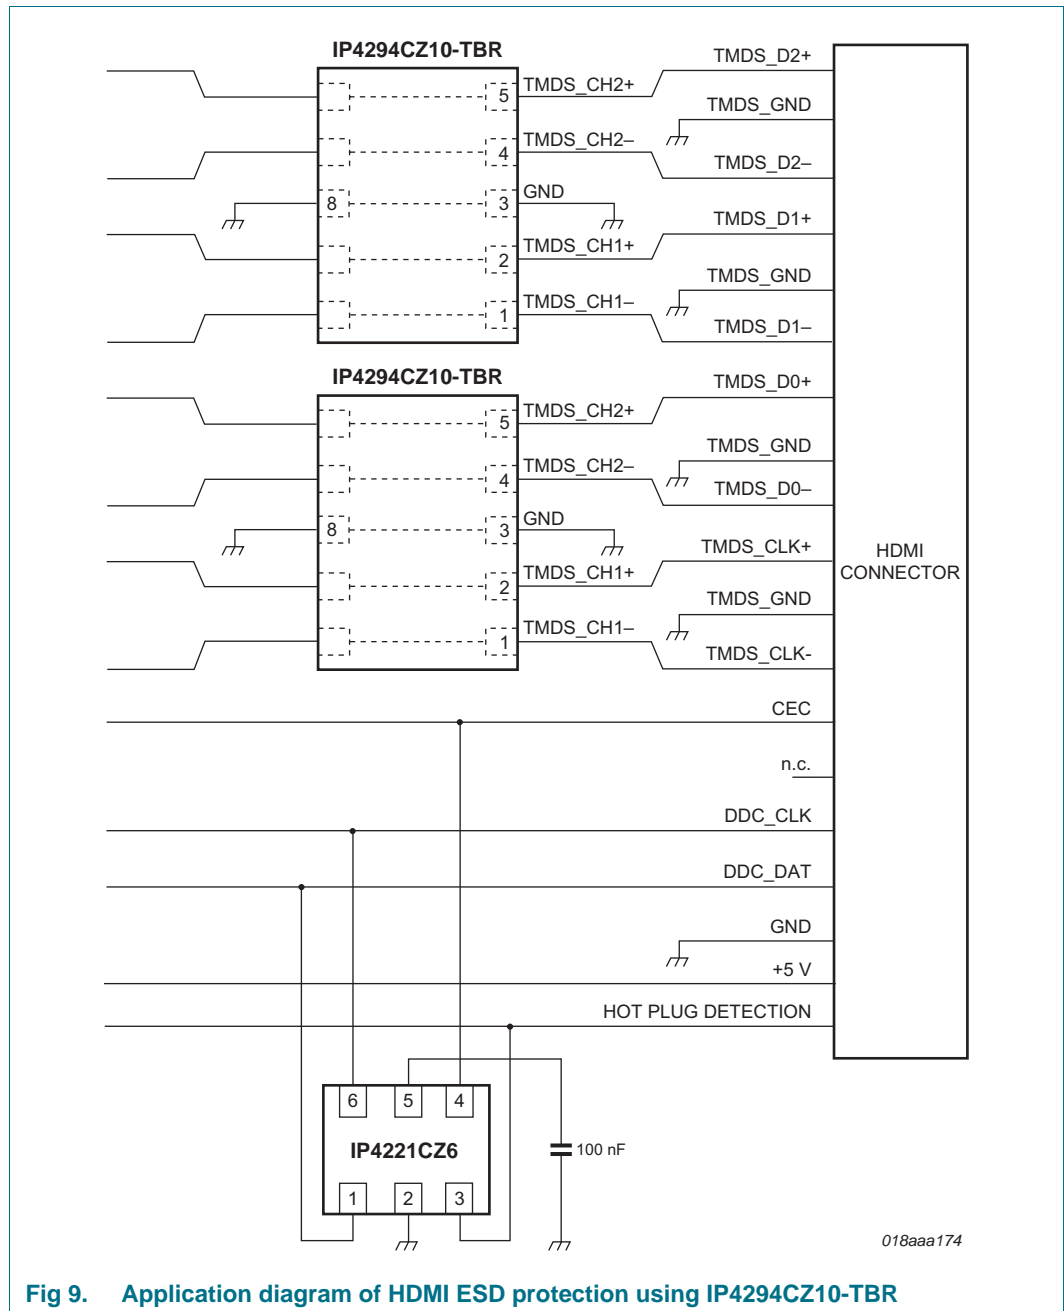 IP4294CZ10-TBR
TMDS_D2+
5 TMDS_CH2+
TMDS_GND
4 TMDS_CH2–
TMDS_D2–
8 3 GND
TMDS_D1+
2 TMDS_CH1+
TMDS_GND
1 TMDS_CH1–
TMDS_D1–
IP4294CZ10-TBR
TMDS_D0+
5 TMDS_CH2+
TMDS_GND
4 TMDS_CH2–
TMDS_D0–
8 3 GND
TMDS_CLK+
HDMI
CONNECTOR
2 TMDS_CH1+
TMDS_GND
1 TMDS_CH1–
TMDS_CLK-
CEC
n.c.
DDC_CLK
DDC_DAT
GND
+5 V
HOT PLUG DETECTION
6 5 4
IP4221CZ6
100 nF
1 2 3
018aaa174
Fig 9. Application diagram of HDMI ESD protection using IP4294CZ10-TBR